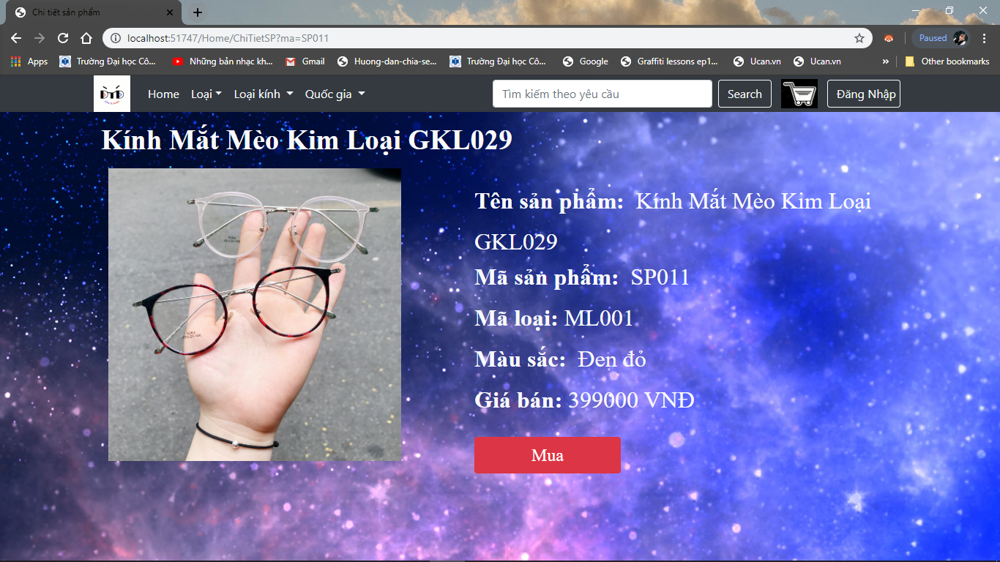 Chi tiết sản phẩm
localhost:51747/Home/ChiTietSP?ma=SP011
Paused
Apps Trường Đại học Cô... Những bản nhạc kh... Gmail Huong-dan-chia-se... Trường Đại học Cô... Google Graffiti lessons ep1... Ucan.vn Ucan.vn » Other bookmarks
Home Loại Loại kính Quốc gia Tìm kiếm theo yêu cầu Search Đăng Nhập
Kính Mắt Mèo Kim Loại GKL029
Tên sản phẩm: Kính Mắt Mèo Kim Loại
GKL029
Mã sản phẩm: SP011
Mã loại: ML001
Màu sắc: Đen đỏ
Giá bán: 399000 VNĐ
Mua